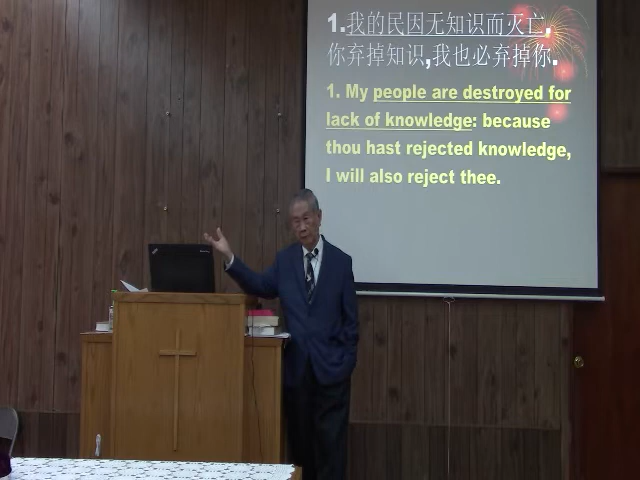 1.我的民因无知识而灭亡,
你弃掉知识,我也必弃掉你.
1. My people are destroyed for
lack of knowledge: because
thou hast rejected knowledge,
I will also reject thee.